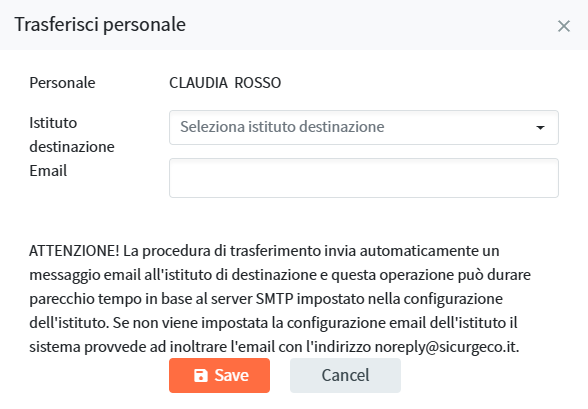 Trasferisci personale
Personale CLAUDIA ROSSO
Istituto destinazione Seleziona istituto destinazione
Email
ATTENZIONE! La procedura di trasferimento invia automaticamente un
messaggio email all'istituto di destinazione e questa operazione può durare
parecchio tempo in base al server SMTP impostato nella configurazione
dell'istituto. Se non viene impostata la configurazione email dell'istituto il
sistema provvede ad inoltrare l'email con l'indirizzo noreply@sicurgeco.it.
Save Cancel